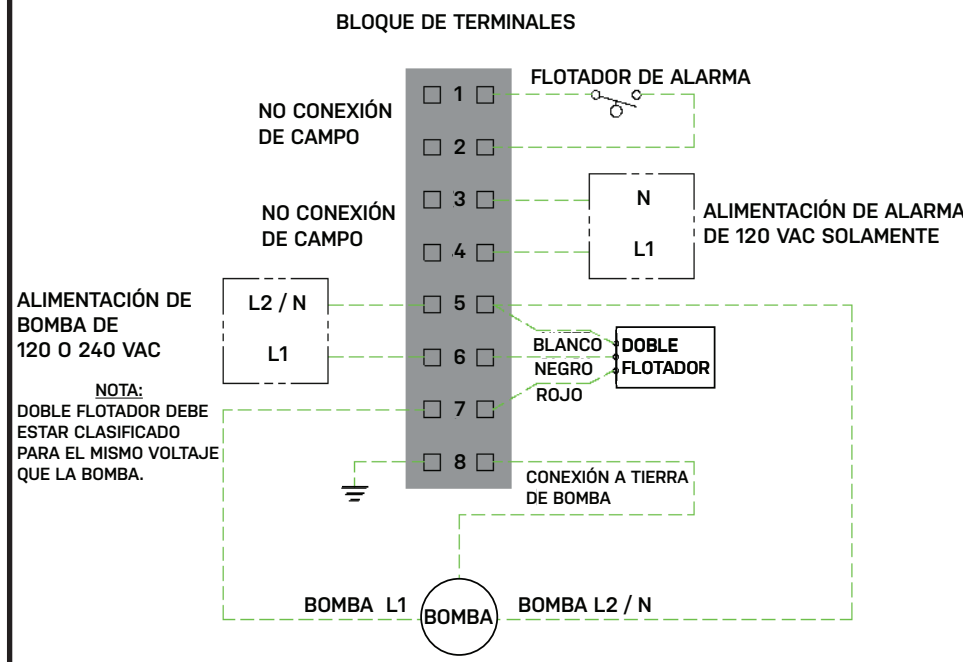 BLOQUE DE TERMINALES
FLOTADOR DE ALARMA
NO CONEXIÓN
DE CAMPO
1
2
NO CONEXIÓN
DE CAMPO
3
4
N
L1
ALIMENTACIÓN DE ALARMA
DE 120 VAC SOLAMENTE
ALIMENTACIÓN DE
BOMBA DE
120 O 240 VAC
L2 / N
L1
5
6
7
8
BLANCO
NEGRO
ROJO
DOBLE
FLOTADOR
NOTA:
DOBLE FLOTADOR DEBE
ESTAR CLASIFICADO
PARA EL MISMO VOLTAJE
QUE LA BOMBA.
CONEXIÓN A TIERRA
DE BOMBA
BOMBA L1
BOMBA
BOMBA L2 / N